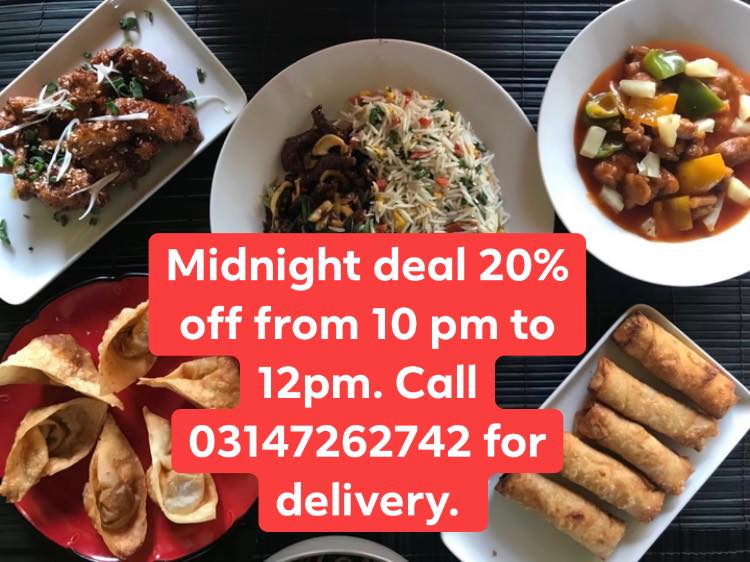 Midnight deal 20%
off from 10 pm to
12pm. Call
03147262742 for
delivery.